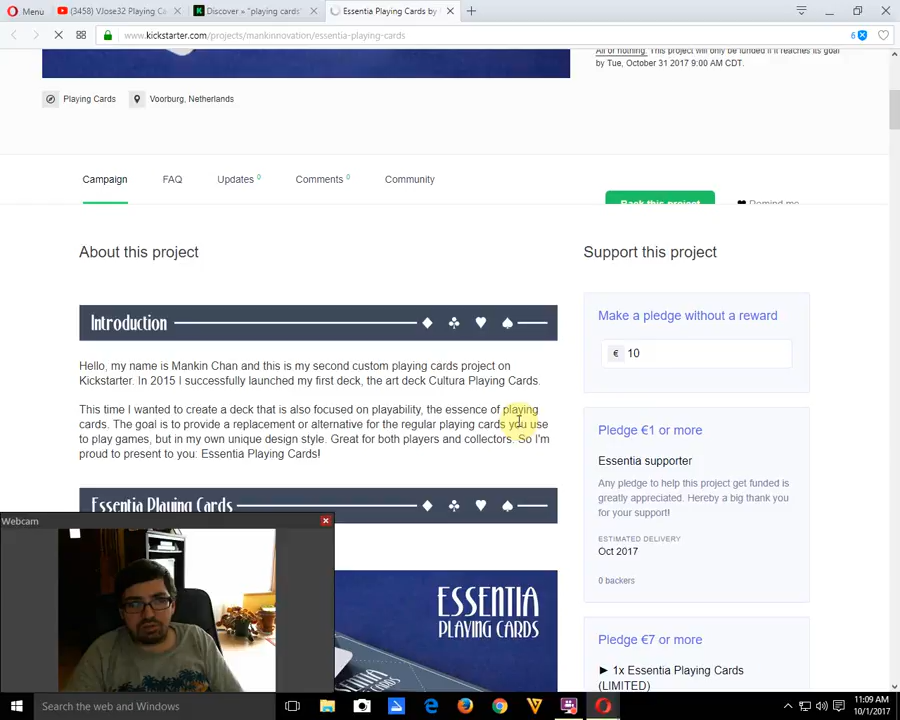 Menu
(3458) VJose32 Playing C
Discover » "playing cards"
Essentia Playing Cards by
www.kickstarter.com/projects/mankinnovation/essentia-playing-cards
6
All or nothing. This project will only be funded if it reaches its goal
by Tue, October 31 2017 9:00 AM CDT.
Playing Cards
Voorburg, Netherlands
Campaign
FAQ
Updates 0
Comments 0
Community
Back this project
Remind me
About this project
Support this project
Introduction
Make a pledge without a reward
€ 10
Hello, my name is Mankin Chan and this is my second custom playing cards project on
Kickstarter. In 2015 I successfully launched my first deck, the art deck Cultura Playing Cards.
This time I wanted to create a deck that is also focused on playability, the essence of playing
cards. The goal is to provide a replacement or alternative for the regular playing cards you use
to play games, but in my own unique design style. Great for both players and collectors. So I'm
proud to present to you: Essentia Playing Cards!
Pledge €1 or more
Essentia supporter
Any pledge to help this project get funded is
greatly appreciated. Hereby a big thank you
for your support!
ESTIMATED DELIVERY
Oct 2017
0 backers
Essentia Playing Cards
Webcam
ESSENTIA
PLAYING CARDS
Pledge €7 or more
► 1x Essentia Playing Cards
(LIMITED)
Search the web and Windows
11:09 AM
10/1/2017